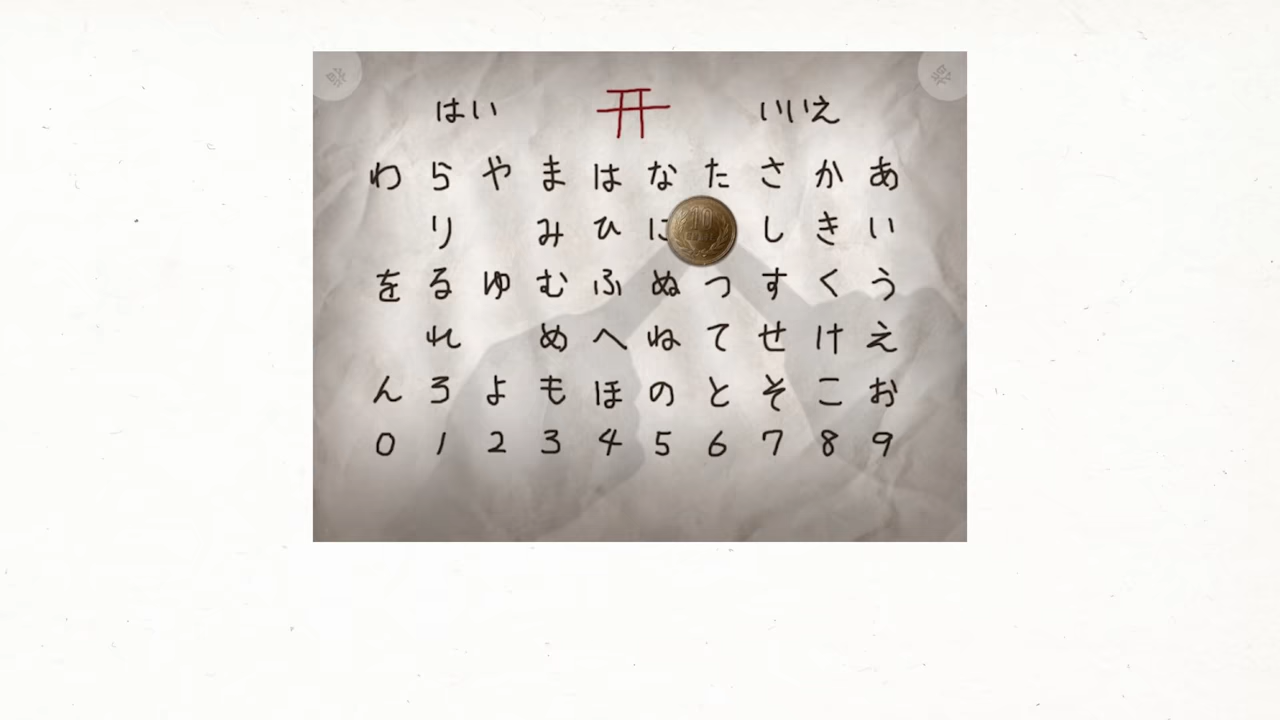 はい いいえ
わ ら や ま は な た さ か あ
り み ひ に し き い
を る ゆ む ふ ぬ つ す く う
れ め へ ね て せ け え
ん ろ よ も ほ の と そ こ お
0 1 2 3 4 5 6 7 8 9
10